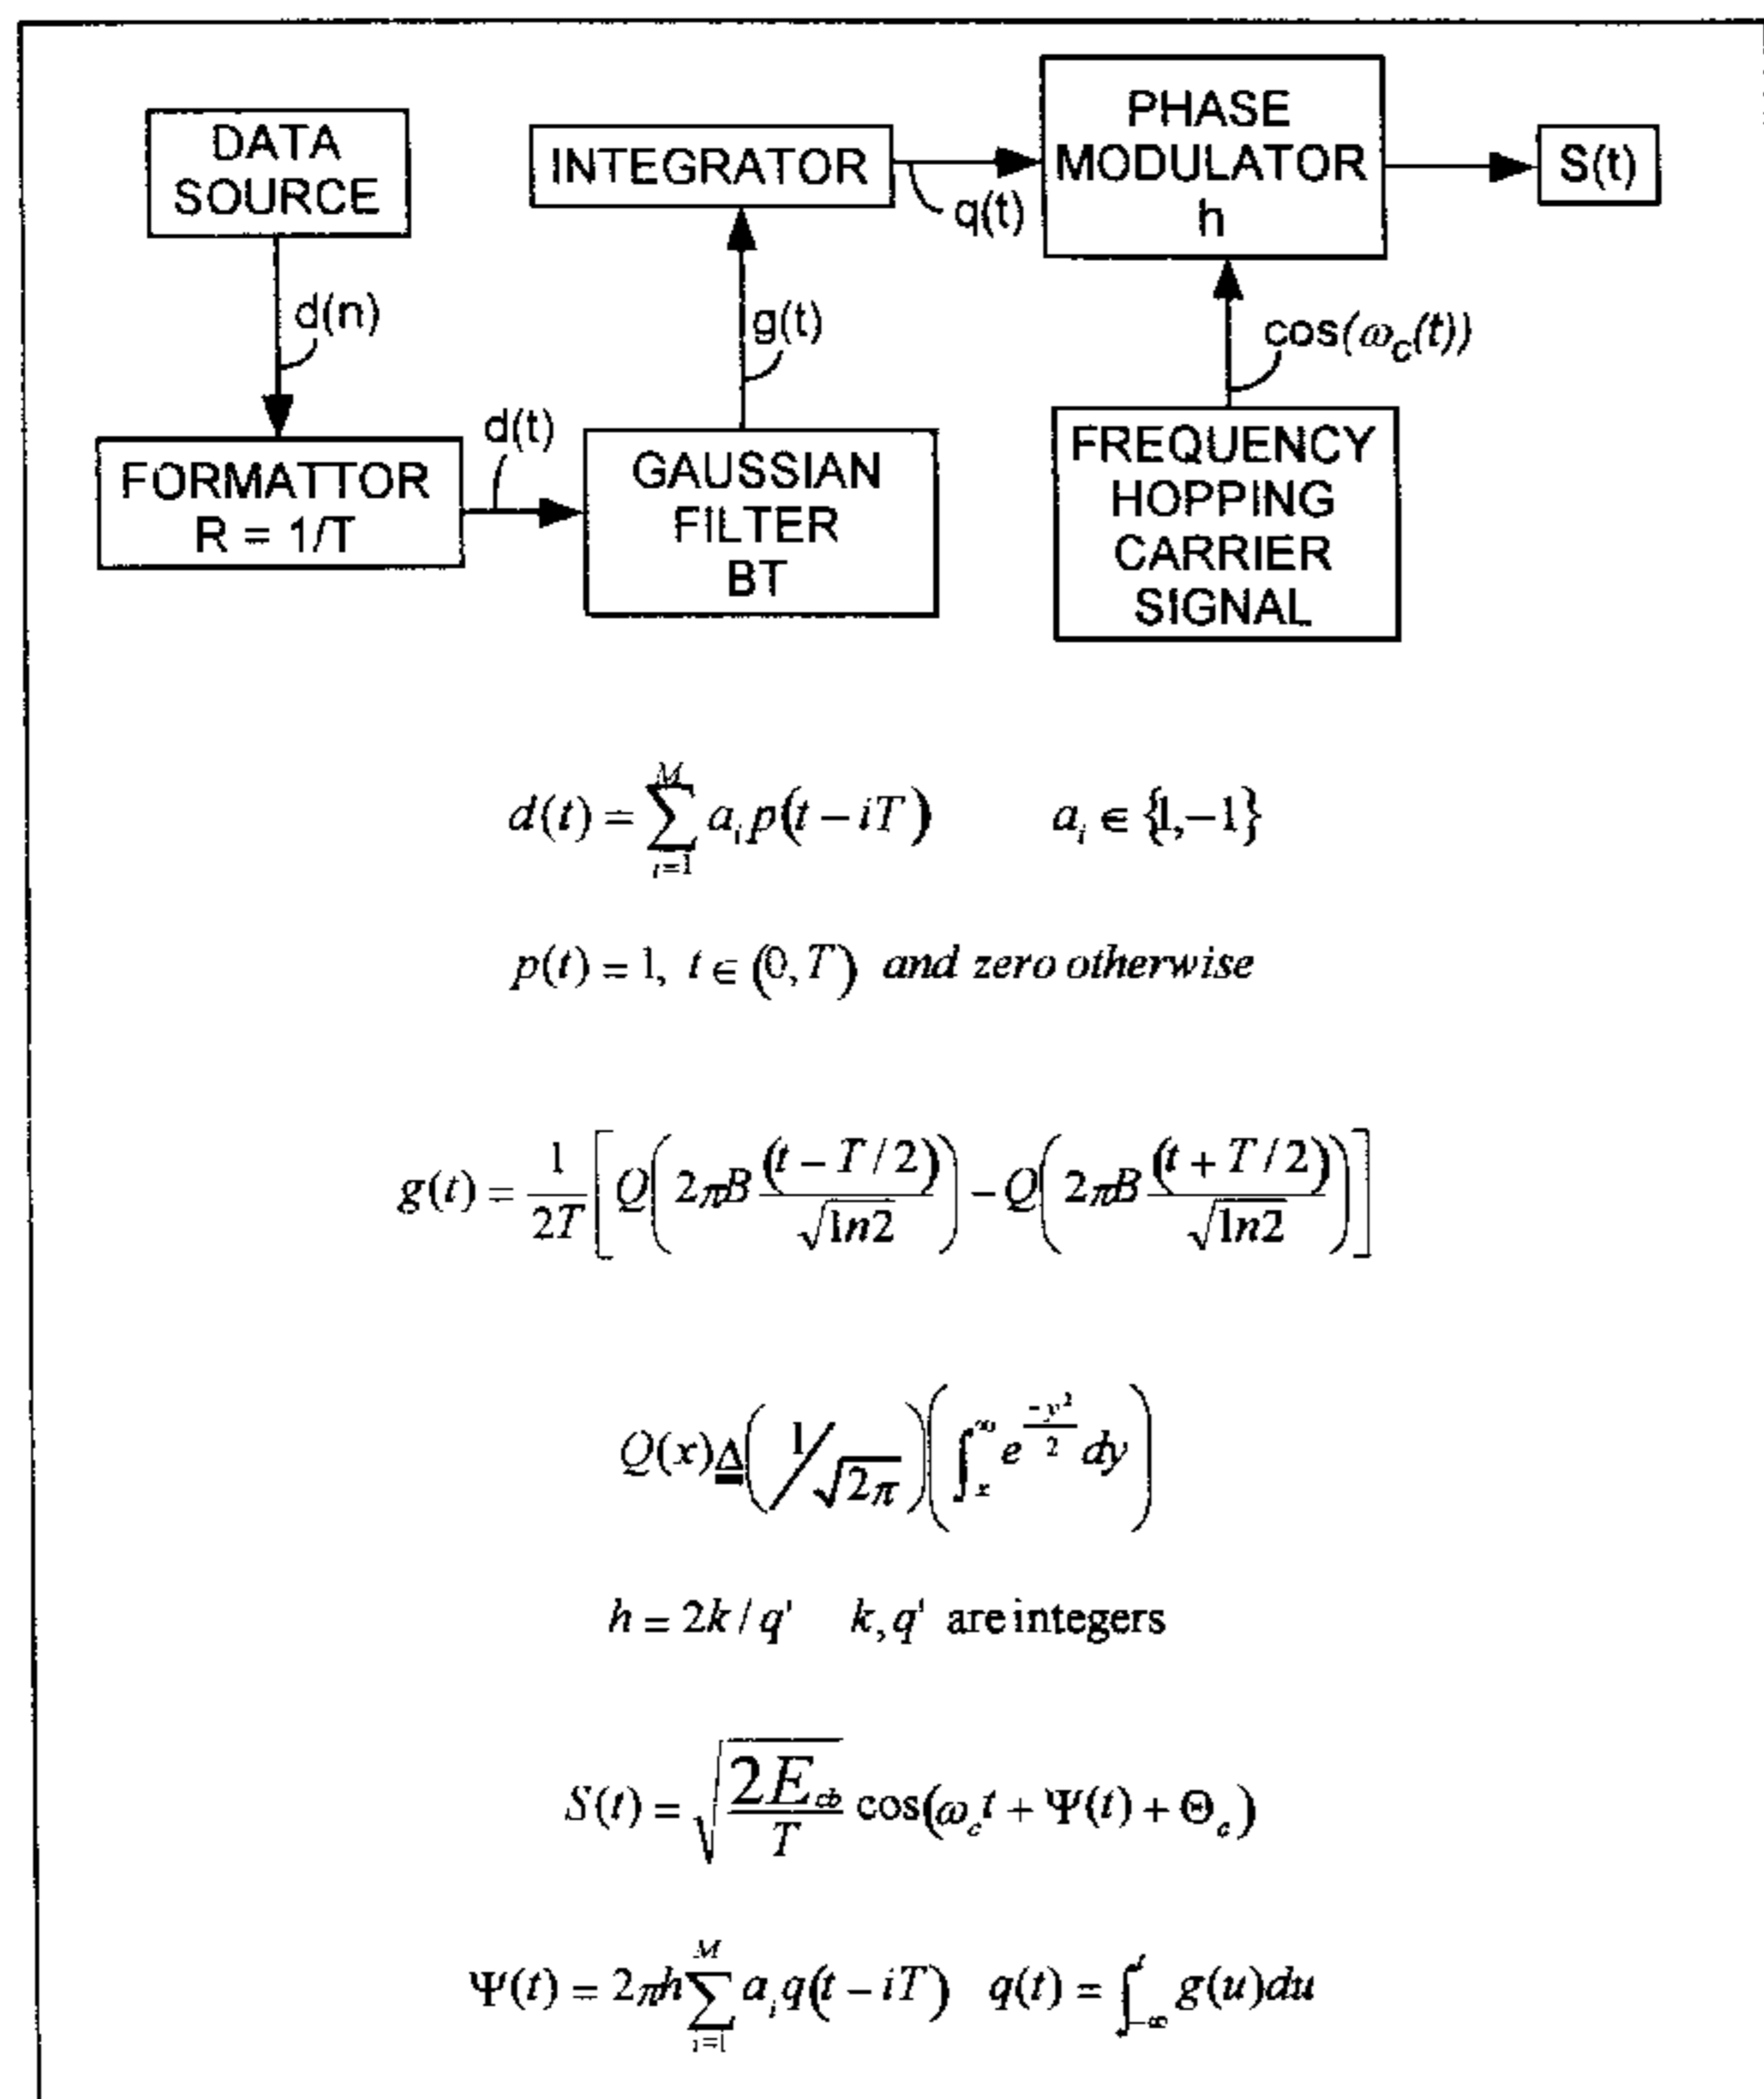 DATA
SOURCE
INTEGRATOR
PHASE
MODULATOR
h
S(t)
q(t)
d(n)
g(t)
cos(ω_c(t))
FORMATTOR
R = 1/T
d(t)
GAUSSIAN
FILTER
BT
FREQUENCY
HOPPING
CARRIER
SIGNAL
d(t) = ∑_{i=1}^{M} a_i p(t − iT)   a_i ∈ {1,−1}
p(t) = 1, t ∈ (0, T) and zero otherwise
g(t) = 1/2T [ Q( 2πB (t − T / 2)/√ln2 ) − Q( 2πB (t + T / 2)/√ln2 ) ]
Q(x) ≜ ( 1/√2π ) ( ∫_x^∞ e^{−y²/2} dy )
h = 2k / q'   k, q' are integers
S(t) = √(2E_cb/T) cos(ω_c t + Ψ(t) + Θ_c)
Ψ(t) = 2πh ∑_{i=1}^{M} a_i q(t − iT)   q(t) = ∫_{−∞}^{t} g(u)du